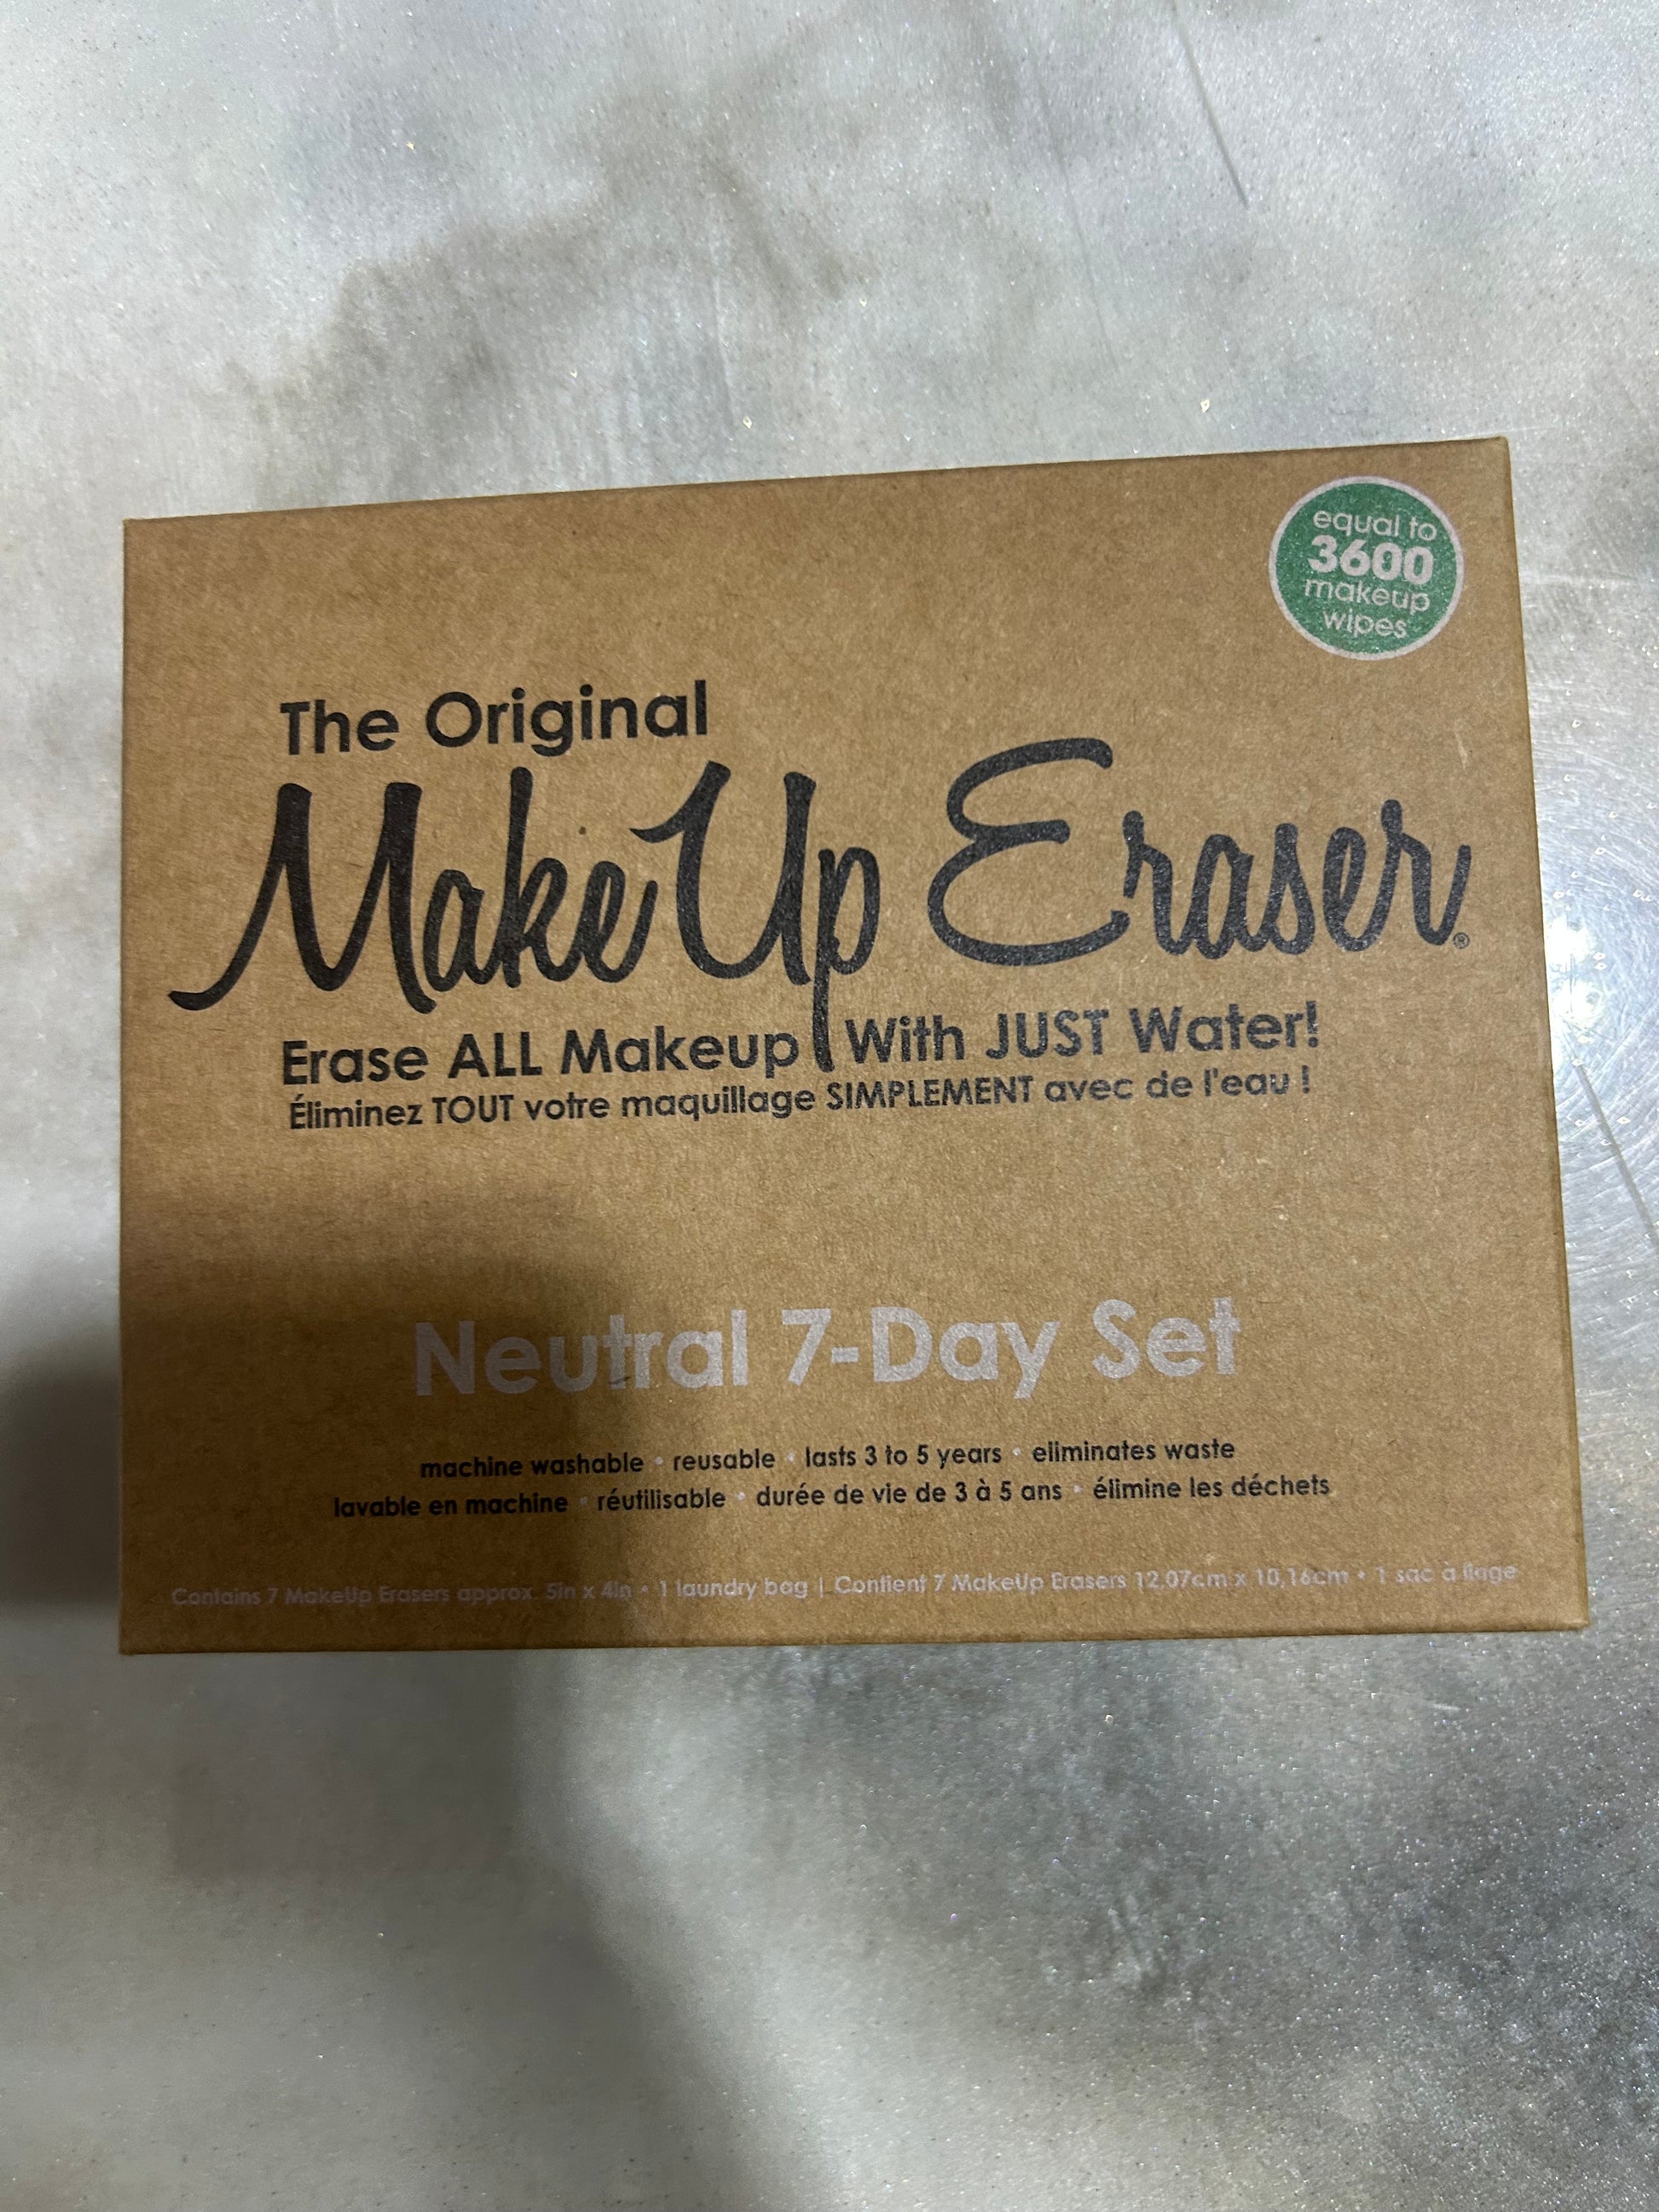 equal to
3600
makeup
wipes
The Original
MakeUp Eraser®
Erase ALL Makeup With JUST Water!
Éliminez TOUT votre maquillage SIMPLEMENT avec de l'eau !
Neutral 7-Day Set
machine washable • reusable • lasts 3 to 5 years • eliminates waste
lavable en machine • réutilisable • durée de vie de 3 à 5 ans • élimine les déchets
Contains 7 MakeUp Erasers approx. 5in x 4in • 1 laundry bag | Contient 7 MakeUp Erasers 12,07cm x 10,16cm • 1 sac à liage